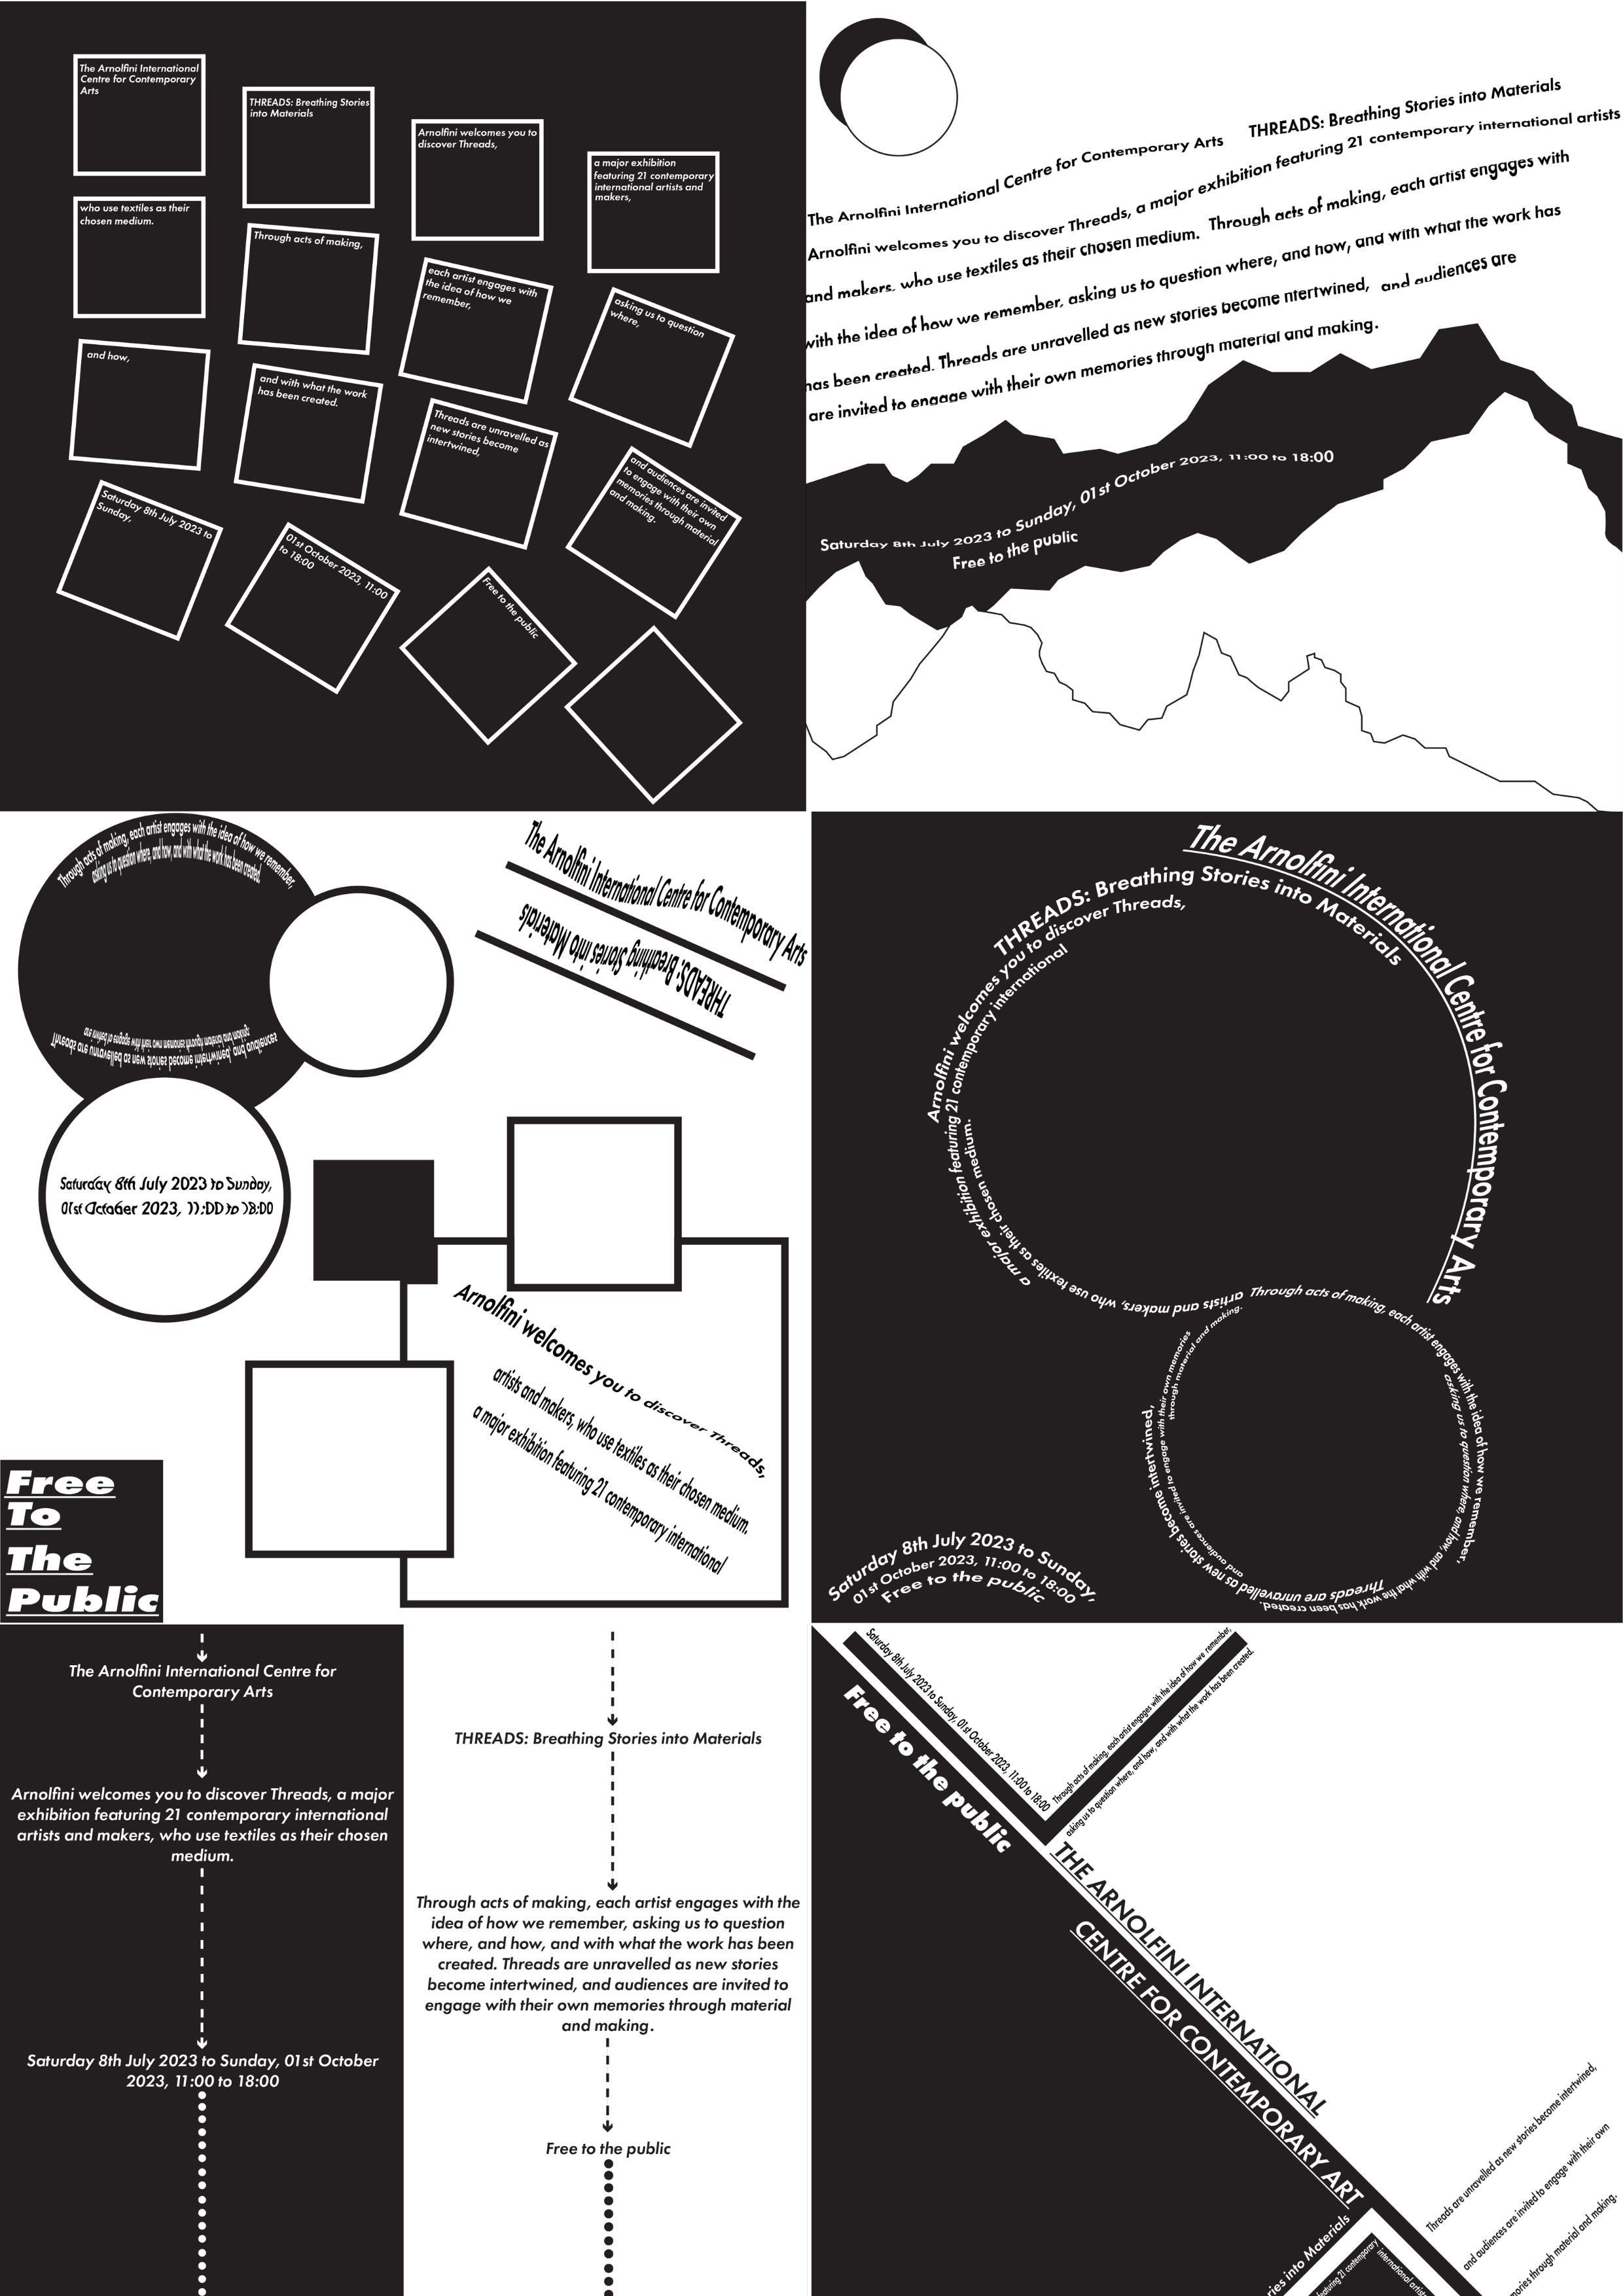 The Arnolfini International
Centre for Contemporary
Arts
THREADS: Breathing Stories
into Materials
Arnolfini welcomes you to
discover Threads,
a major exhibition
featuring 21 contemporary
international artists and
makers,
who use textiles as their
chosen medium.
Through acts of making,
each artist engages with
the idea of how we
remember,
asking us to question
where,
and how,
and with what the work
has been created.
Threads are unravelled as
new stories become
intertwined,
and audiences are invited
to engage with their own
memories through material
and making.
Saturday 8th July 2023 to
Sunday,
01st October 2023, 11:00
to 18:00
Free to the public
The Arnolfini International Centre for Contemporary Arts
THREADS: Breathing Stories into Materials
Arnolfini welcomes you to discover Threads, a major exhibition featuring 21 contemporary international artists
and makers, who use textiles as their chosen medium. Through acts of making, each artist engages with
with the idea of how we remember, asking us to question where, and how, and with what the work has
has been created. Threads are unravelled as new stories become ntertwined, and audiences are
are invited to engage with their own memories through material and making.
Saturday 8th July 2023 to Sunday, 01st October 2023, 11:00 to 18:00
Free to the public
Through acts of making, each artist engages with the idea of how we remember,
asking us to question where, and how, and with what the work has been created.
Threads are unravelled as new stories become intertwined, and audiences
are invited to engage with their own memories through material and making.
The Arnolfini International Centre for Contemporary Arts
THREADS: Breathing Stories into Materials
Saturday 8th July 2023 to Sunday,
01st October 2023, 11:00 to 18:00
Arnolfini welcomes you to discover Threads,
artists and makers, who use textiles as their chosen medium.
a major exhibition featuring 21 contemporary international
Free
To
The
Public
The Arnolfini International Centre for Contemporary Arts
THREADS: Breathing Stories into Materials
Arnolfini welcomes you to discover Threads,
a major exhibition featuring 21 contemporary international
artists and makers, who use textiles as their chosen medium.
Through acts of making, each artist engages with the idea of how we remember,
asking us to question where, and how, and with what the work has been created.
Threads are unravelled as new stories become intertwined,
and audiences are invited to engage with their own memories
through material and making.
Saturday 8th July 2023 to Sunday,
01st October 2023, 11:00 to 18:00
Free to the public
The Arnolfini International Centre for
Contemporary Arts
Arnolfini welcomes you to discover Threads, a major
exhibition featuring 21 contemporary international
artists and makers, who use textiles as their chosen
medium.
Saturday 8th July 2023 to Sunday, 01st October
2023, 11:00 to 18:00
THREADS: Breathing Stories into Materials
Through acts of making, each artist engages with the
idea of how we remember, asking us to question
where, and how, and with what the work has been
created. Threads are unravelled as new stories
become intertwined, and audiences are invited to
engage with their own memories through material
and making.
Free to the public
Saturday 8th July 2023 to Sunday, 01st October 2023, 11:00 to 18:00
Through acts of making, each artist engages with the idea of how we remember,
asking us to question where, and how, and with what the work has been created.
Free to the public
THE ARNOLFINI INTERNATIONAL
CENTRE FOR CONTEMPORARY ART
Threads are unravelled as new stories become intertwined,
and audiences are invited to engage with their own
through material and making.
into Materials
21 contemporary
international